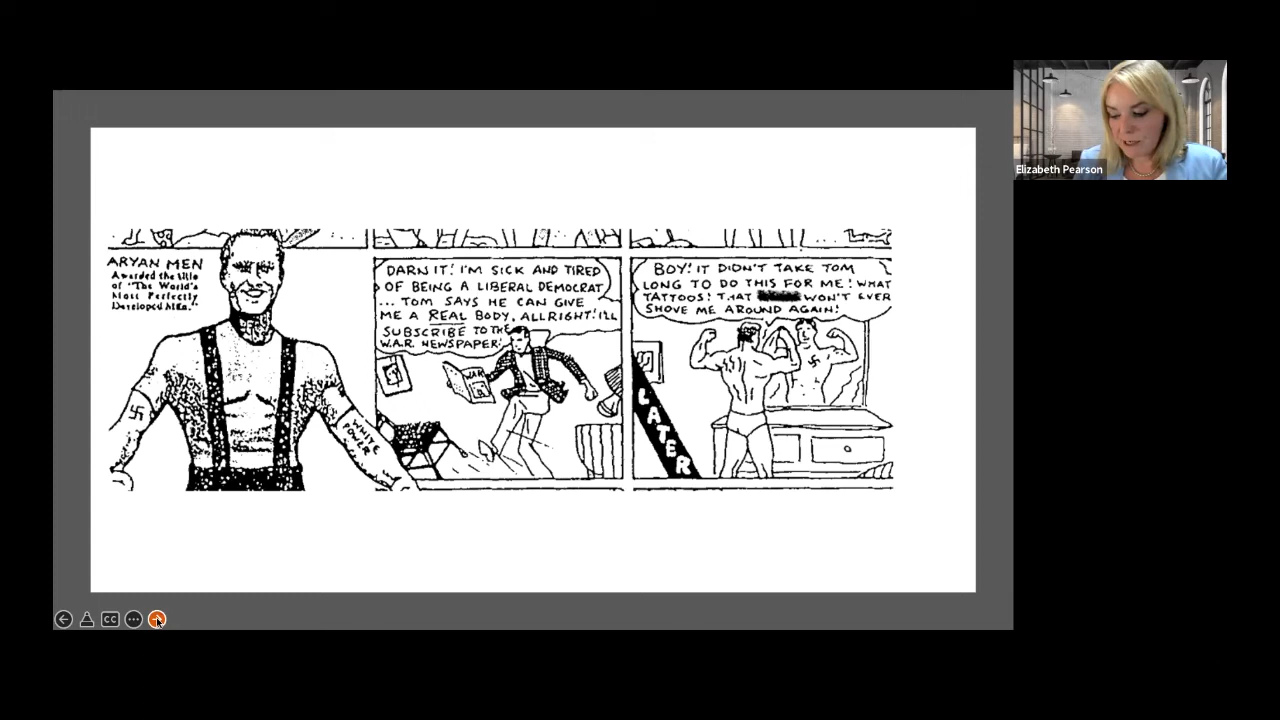 ARYAN MEN
Awarded the title
of "The World's
Most Perfectly
Developed Men."
DARN IT! I'M SICK AND TIRED
OF BEING A LIBERAL DEMOCRAT
... TOM SAYS HE CAN GIVE
ME A REAL BODY. ALLRIGHT! I'LL
SUBSCRIBE TO THE
W.A.R. NEWSPAPER!
BOY! IT DIDN'T TAKE TOM
LONG TO DO THIS FOR ME! WHAT
TATTOOS! THAT WON'T EVER
SHOVE ME AROUND AGAIN!
WAR
WHITE
POWER
LATER
Elizabeth Pearson
CC